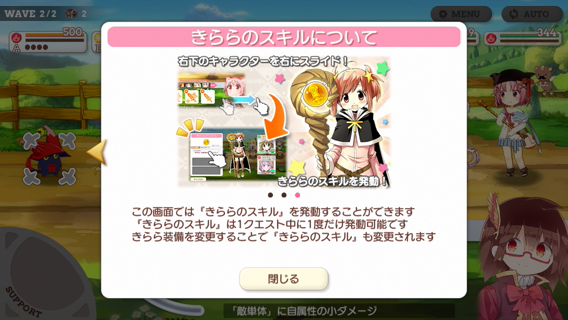 WAVE 2/2
2
MENU
AUTO
500
344
きららのスキルについて
右下のキャラクターを右にスライド！
きららのスキルを発動！
この画面では「きららのスキル」を発動することができます
「きららのスキル」は1クエスト中に1度だけ発動可能です
きらら装備を変更することで「きららのスキル」も変更されます
閉じる
SUPPORT
「敵単体」に自属性の小ダメージ